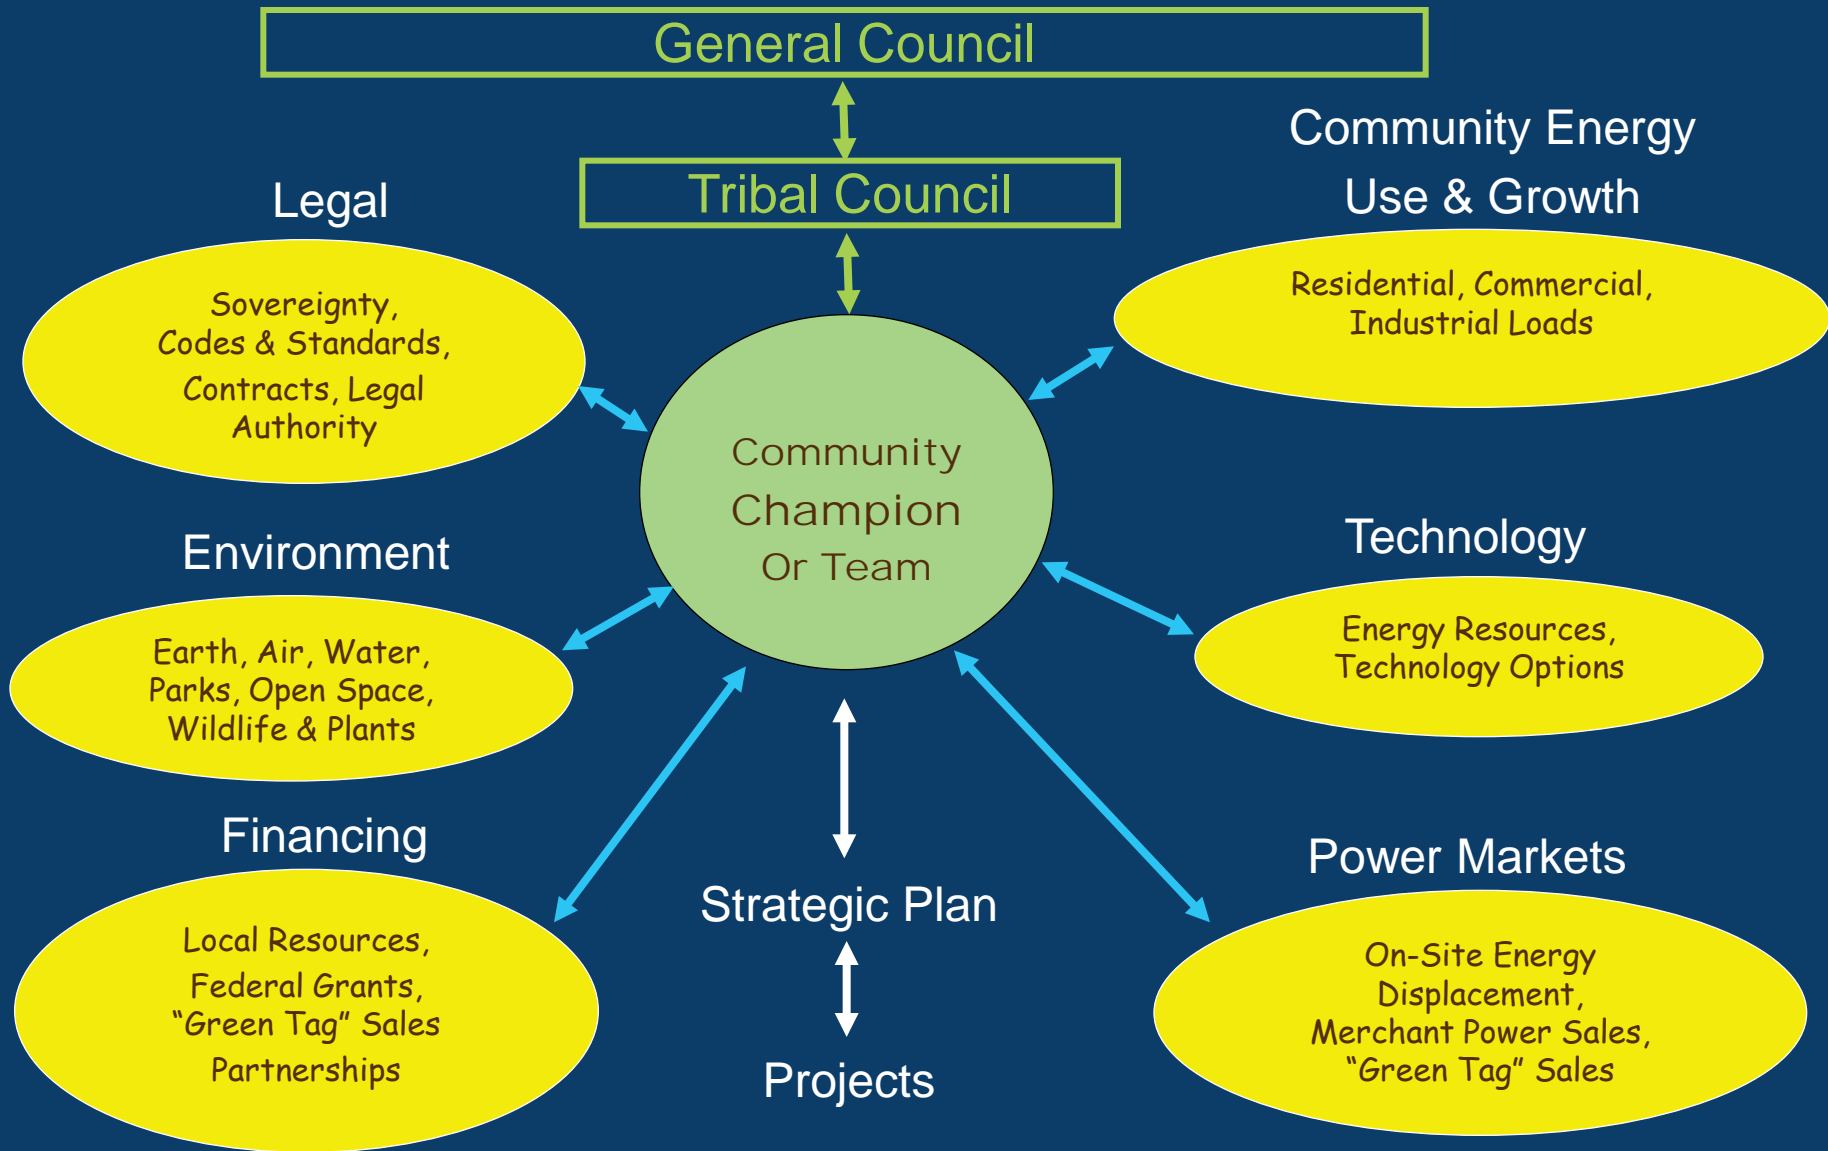 General Council
Tribal Council
Legal
Sovereignty,
Codes & Standards,
Contracts, Legal
Authority
Community Energy
Use & Growth
Residential, Commercial,
Industrial Loads
Community
Champion
Or Team
Environment
Earth, Air, Water,
Parks, Open Space,
Wildlife & Plants
Technology
Energy Resources,
Technology Options
Financing
Local Resources,
Federal Grants,
“Green Tag” Sales
Partnerships
Strategic Plan
Projects
Power Markets
On-Site Energy
Displacement,
Merchant Power Sales,
“Green Tag” Sales